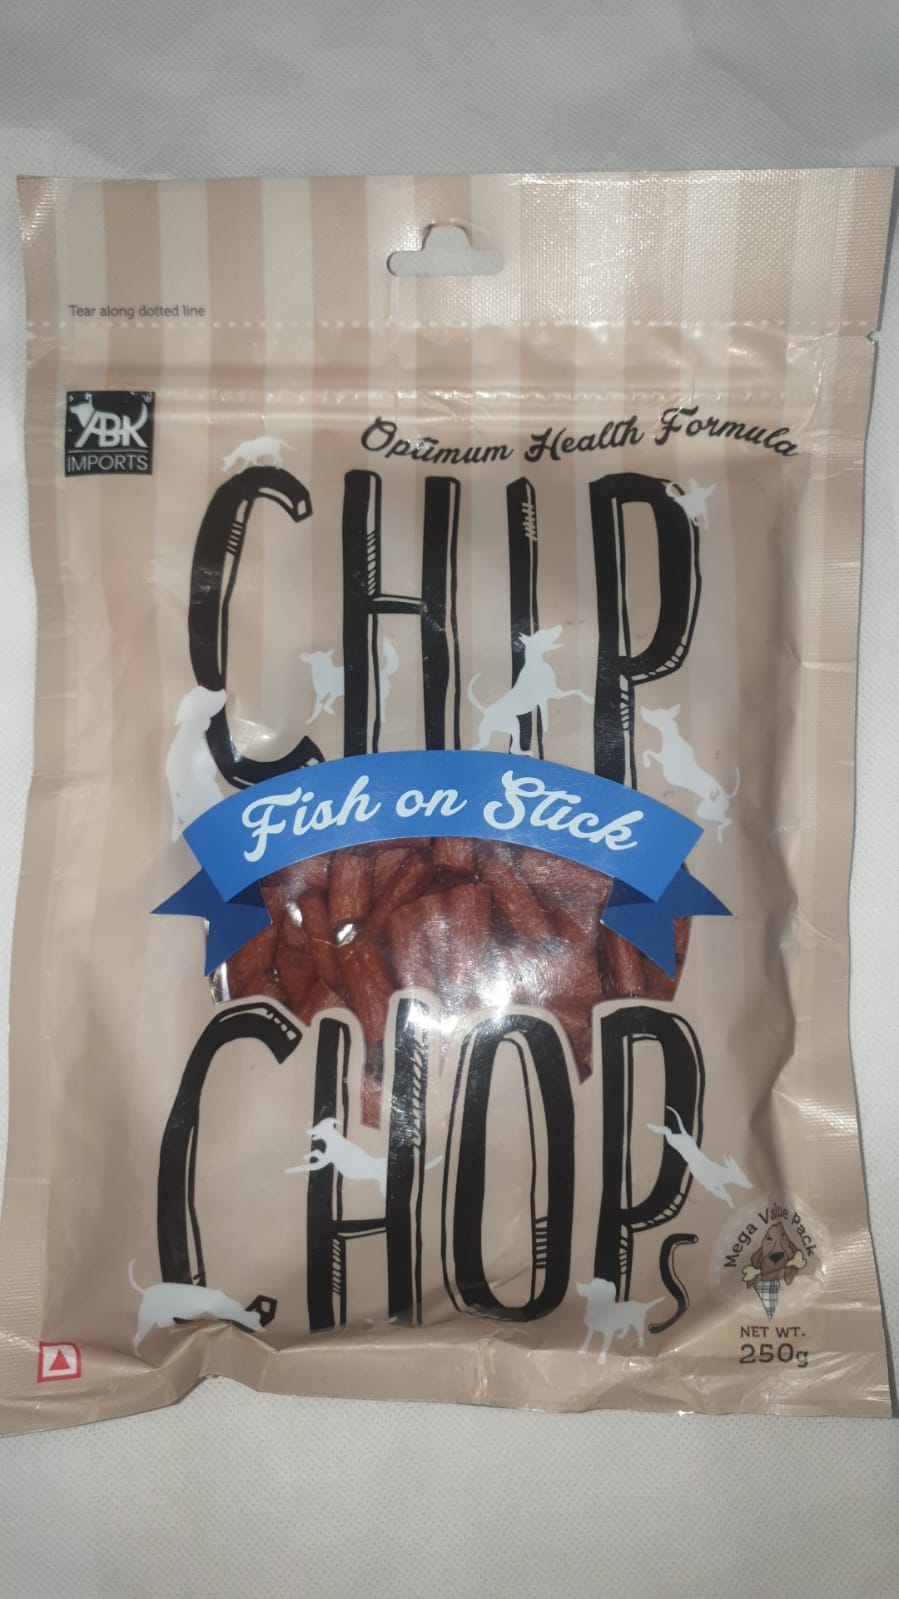 Tear along dotted line
ABK
IMPORTS
Optimum Health Formula
CHIP
Fish on Stick
CHOPs
Mega Value Pack
NET WT.
250g